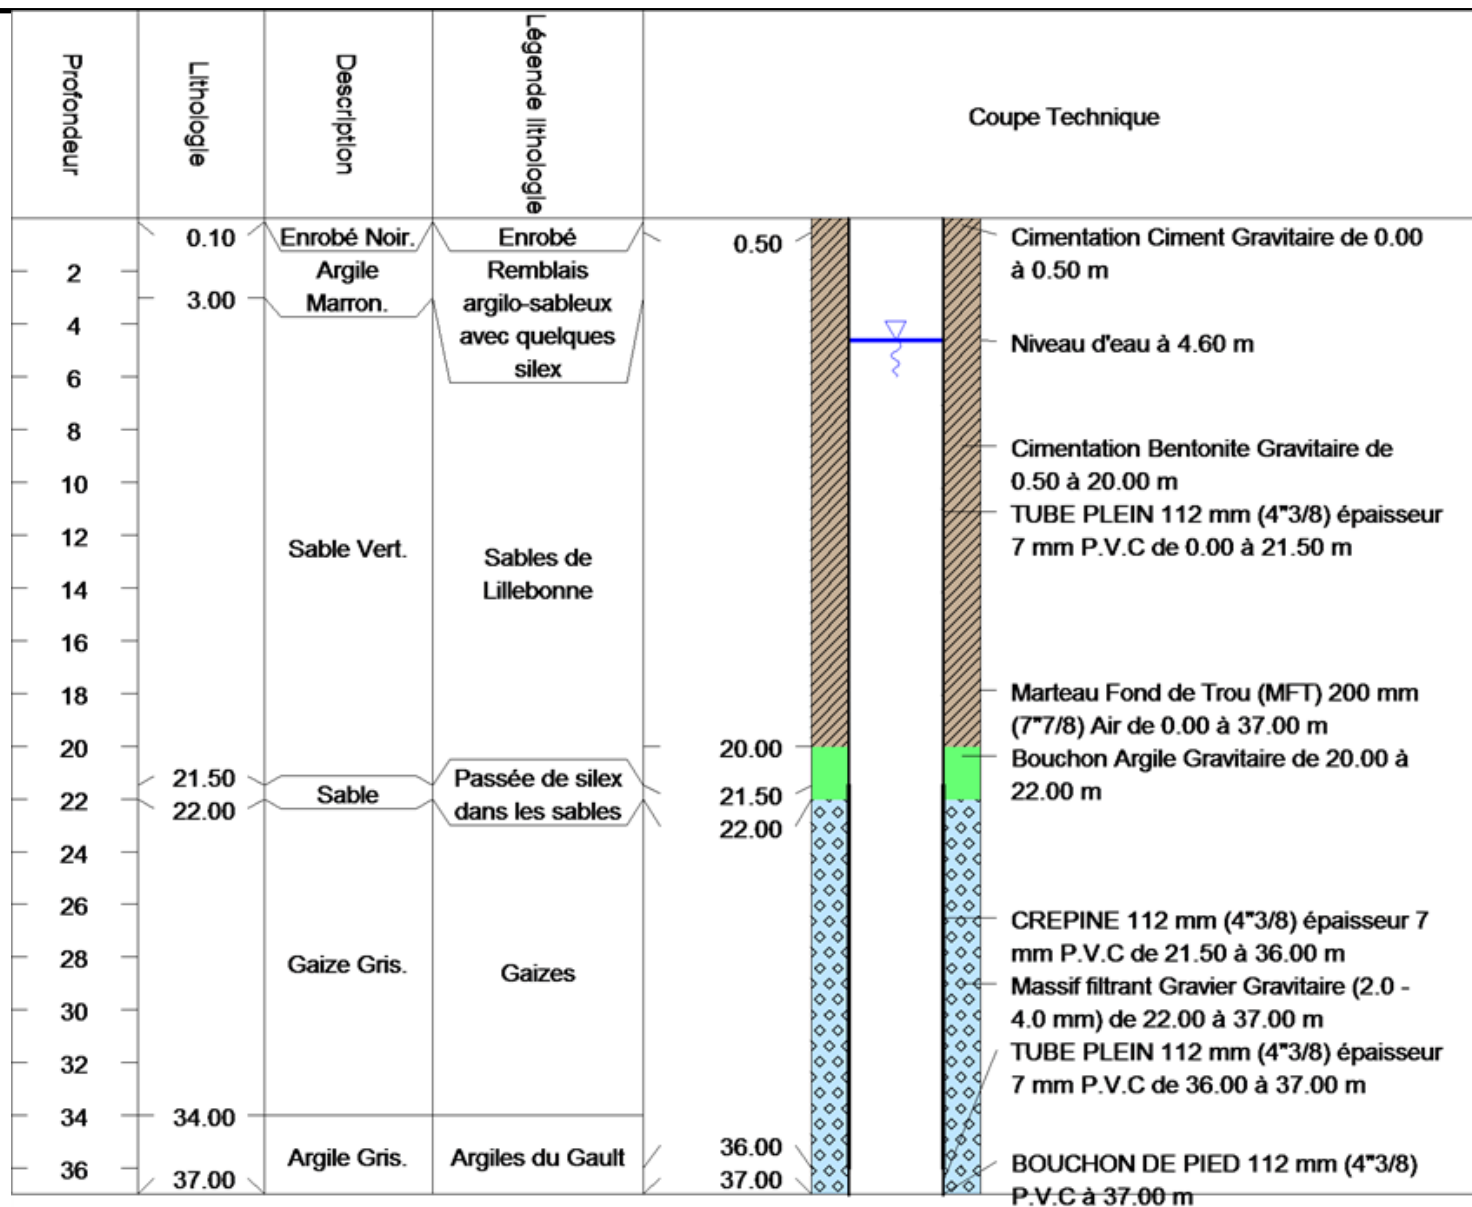 Profondeur
Lithologie
Description
Légende lithologie
Coupe Technique
2
4
6
8
10
12
14
16
18
20
22
24
26
28
30
32
34
36
0.10
3.00
21.50
22.00
34.00
37.00
Enrobé Noir.
Argile
Marron.
Sable Vert.
Sable
Gaize Gris.
Argile Gris.
Enrobé
Remblais
argilo-sableux
avec quelques
silex
Sables de
Lillebonne
Passée de silex
dans les sables
Gaizes
Argiles du Gault
0.50
20.00
21.50
22.00
36.00
37.00
Cimentation Ciment Gravitaire de 0.00
à 0.50 m
Niveau d'eau à 4.60 m
Cimentation Bentonite Gravitaire de
0.50 à 20.00 m
TUBE PLEIN 112 mm (4"3/8) épaisseur
7 mm P.V.C de 0.00 à 21.50 m
Marteau Fond de Trou (MFT) 200 mm
(7"7/8) Air de 0.00 à 37.00 m
Bouchon Argile Gravitaire de 20.00 à
22.00 m
CREPINE 112 mm (4"3/8) épaisseur 7
mm P.V.C de 21.50 à 36.00 m
Massif filtrant Gravier Gravitaire (2.0 -
4.0 mm) de 22.00 à 37.00 m
TUBE PLEIN 112 mm (4"3/8) épaisseur
7 mm P.V.C de 36.00 à 37.00 m
BOUCHON DE PIED 112 mm (4"3/8)
P.V.C à 37.00 m